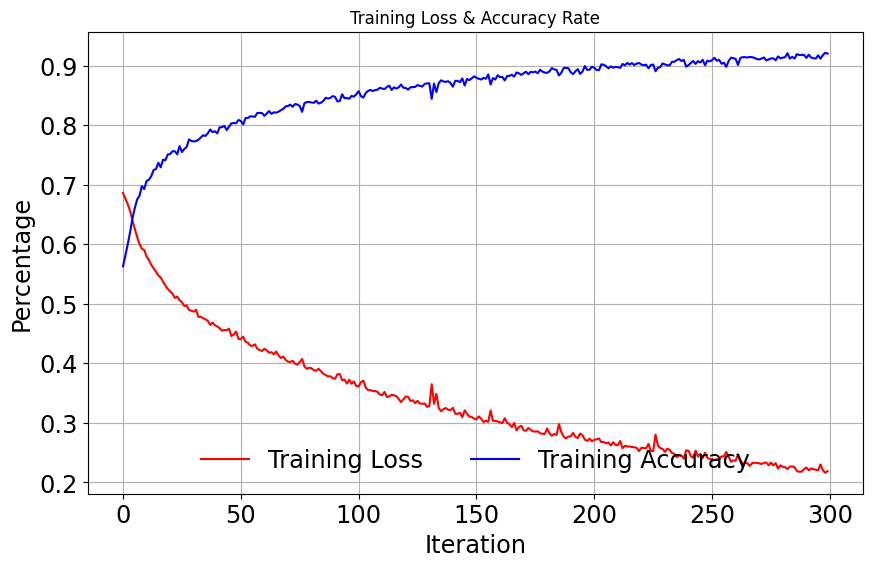 Training Loss & Accuracy Rate
Percentage
0.9
0.8
0.7
0.6
0.5
0.4
0.3
0.2
Training Loss Training Accuracy
0 50 100 150 200 250 300
Iteration